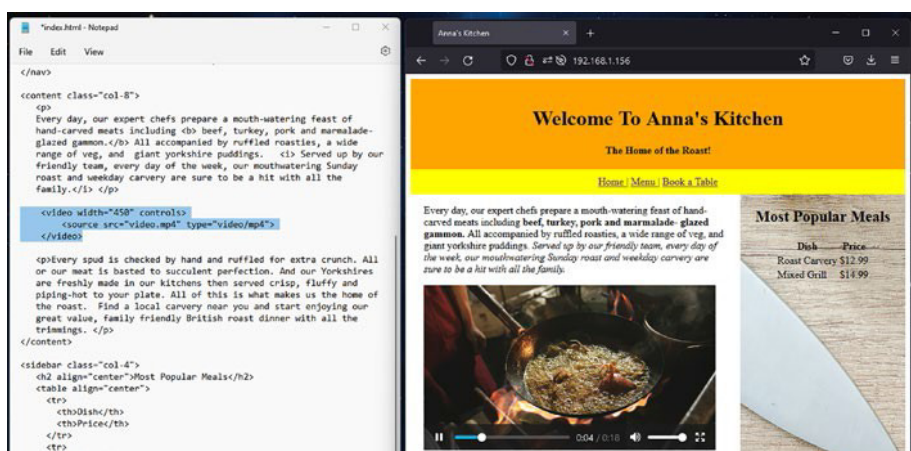 *index.html - Notepad
File Edit View
</nav>
<content class="col-8">
<p>
Every day, our expert chefs prepare a mouth-watering feast of
hand-carved meats including <b> beef, turkey, pork and marmalade-
glazed gammon.</b> All accompanied by ruffled roasties, a wide
range of veg, and giant yorkshire puddings. <i> Served up by our
friendly team, every day of the week, our mouthwatering Sunday
roast and weekday carvery are sure to be a hit with all the
family.</i> </p>
<video width="450" controls>
<source src="video.mp4" type="video/mp4">
</video>
<p>Every spud is checked by hand and ruffled for extra crunch. All
or our meat is basted to succulent perfection. And our Yorkshires
are freshly made in our kitchens then served crisp, fluffy and
piping-hot to your plate. All of this is what makes us the home of
the roast. Find a local carvery near you and start enjoying our
great value, family friendly British roast dinner with all the
trimmings. </p>
</content>
<sidebar class="col-4">
<h2 align="center">Most Popular Meals</h2>
<table align="center">
<tr>
<th>Dish</th>
<th>Price</th>
</tr>
<tr>
Anna's Kitchen
192.168.1.156
Welcome To Anna's Kitchen
The Home of the Roast!
Home | Menu | Book a Table
Every day, our expert chefs prepare a mouth-watering feast of hand-
carved meats including beef, turkey, pork and marmalade- glazed
gammon. All accompanied by ruffled roasties, a wide range of veg, and
giant yorkshire puddings. Served up by our friendly team, every day of
the week, our mouthwatering Sunday roast and weekday carvery are
sure to be a hit with all the family.
0:04 / 0:18
Most Popular Meals
Dish Price
Roast Carvery $12.99
Mixed Grill $14.99